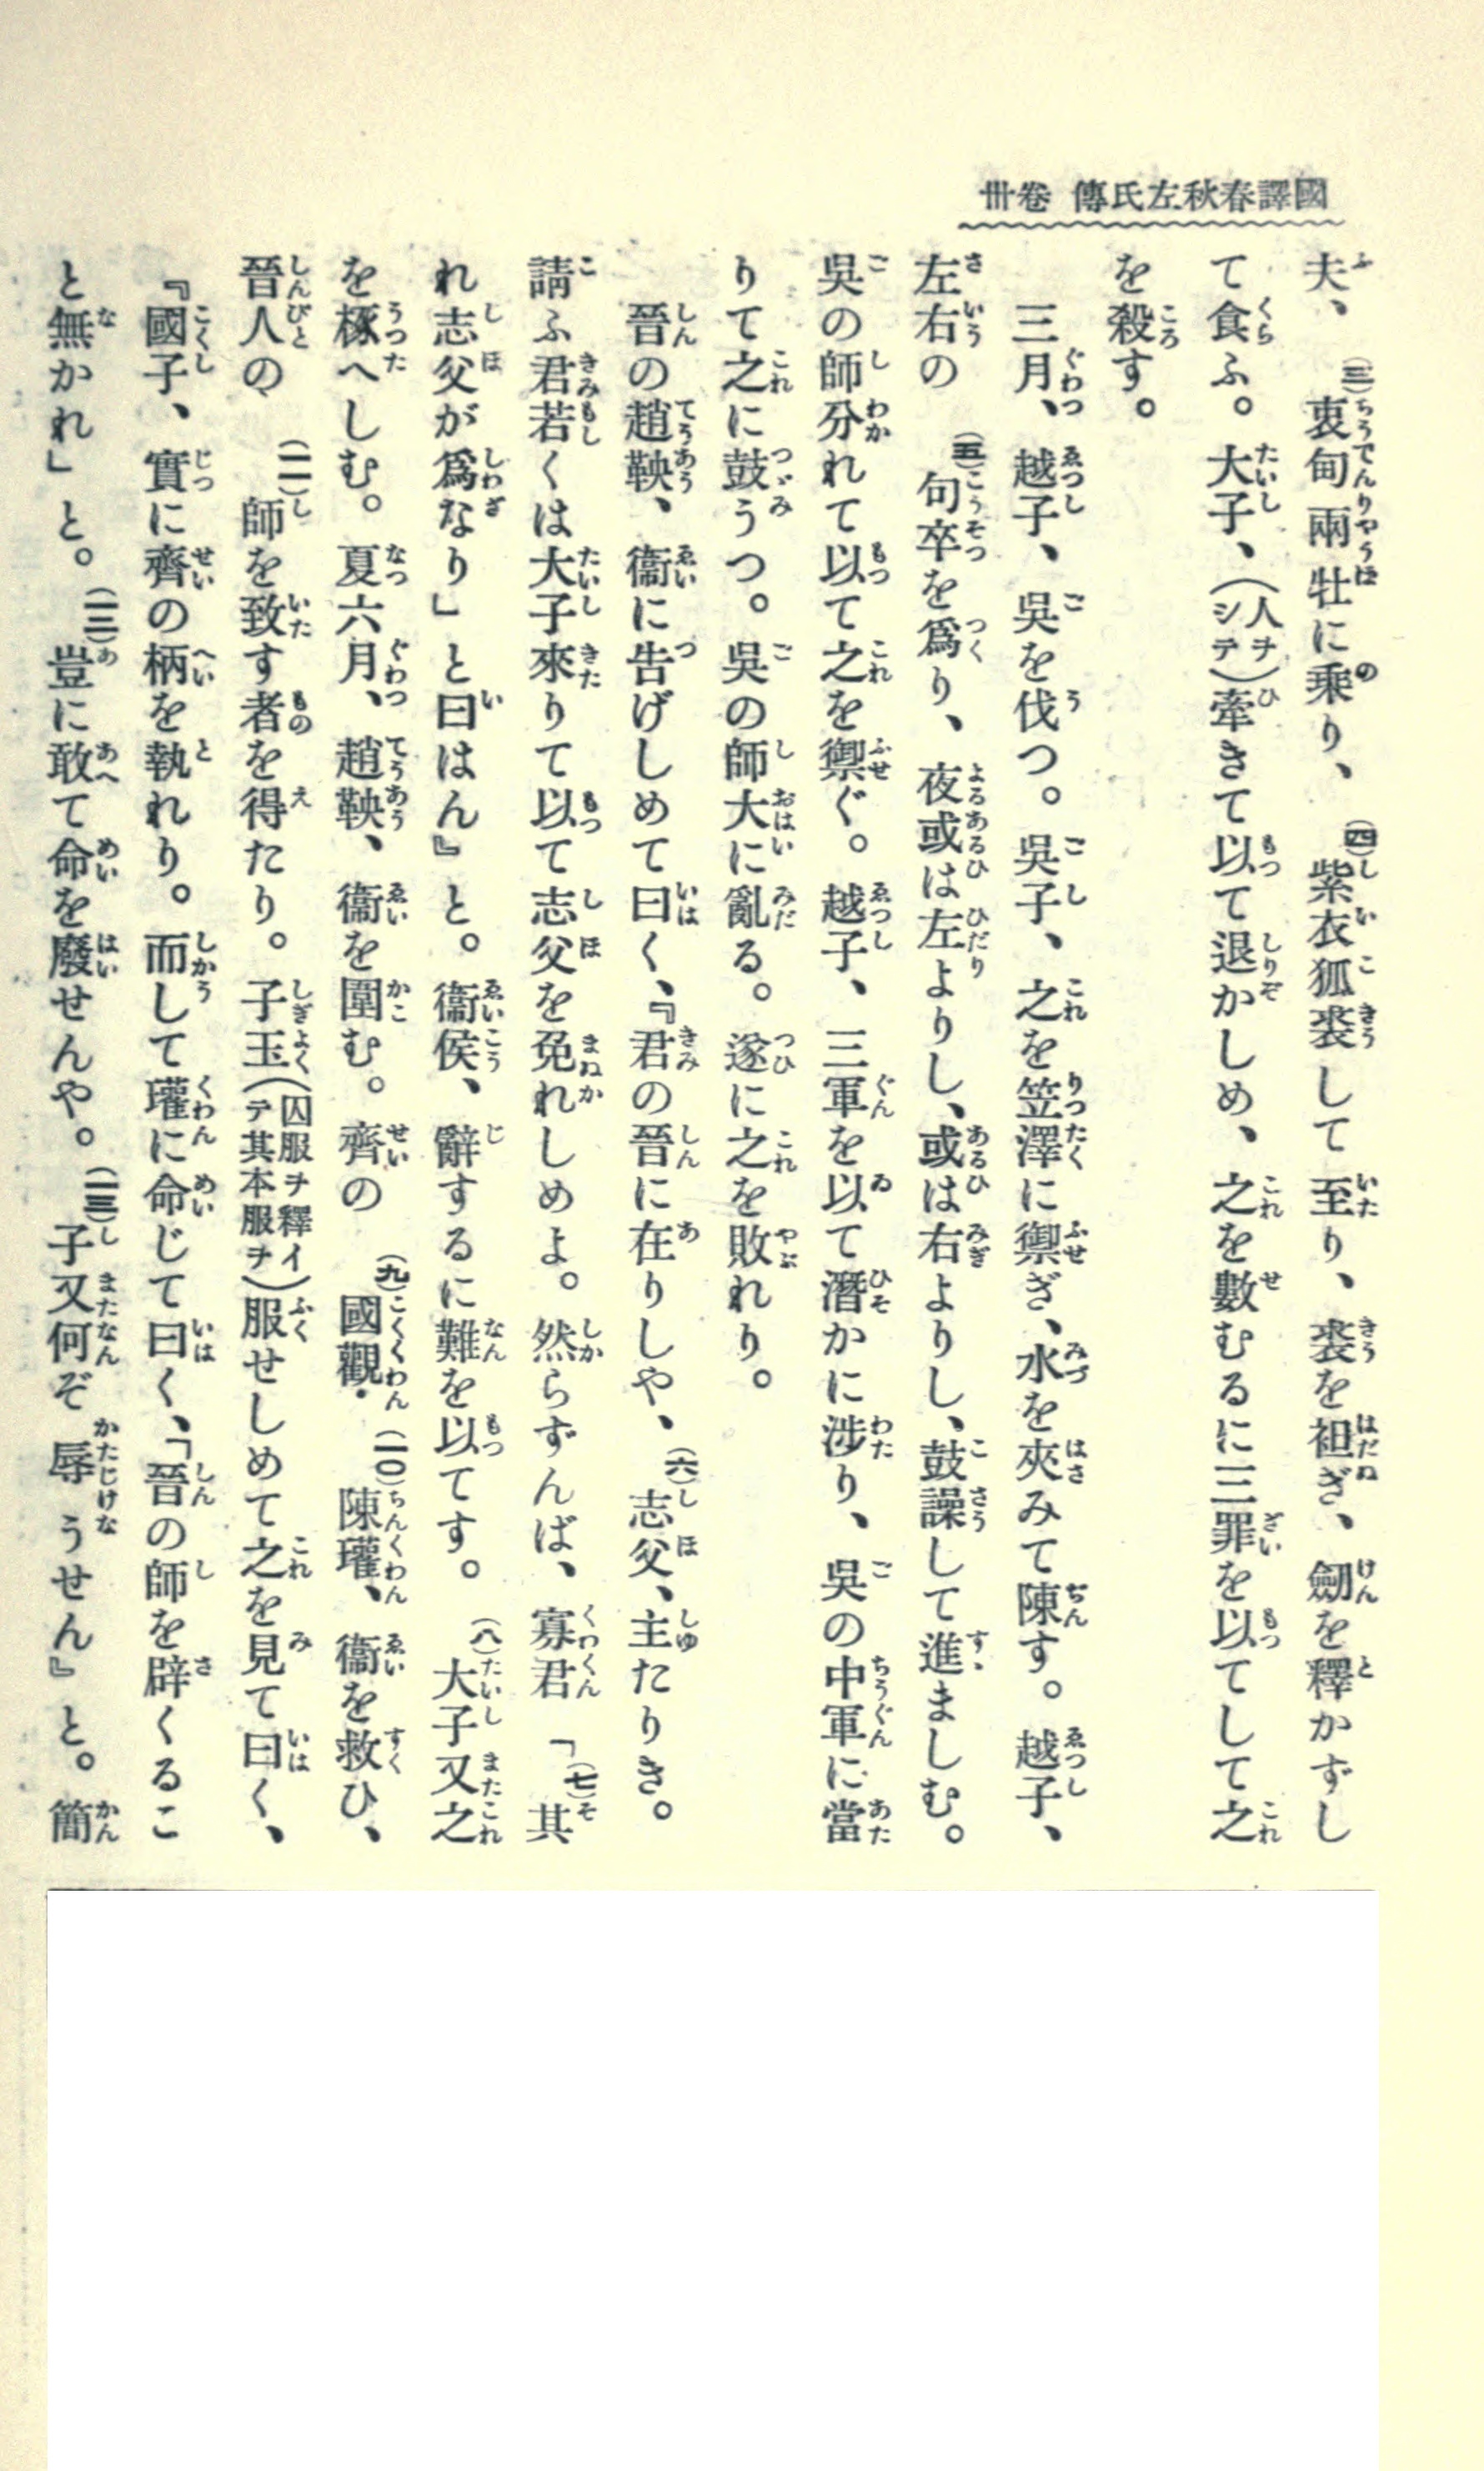 國譯春秋左氏傳 卷卅
夫、(三)衷甸兩牡に乘り、(四)紫衣狐裘して至り、裘を袒ぎ、劒を釋かずし
て食ふ。大子、(人ヲシテ)牽きて以て退かしめ、之を數むるに三罪を以てして之
を殺す。
三月、越子、吳を伐つ。吳子、之を笠澤に禦ぎ、水を夾みて陳す。越子、
左右の(五)句卒を爲り、夜或は左よりし、或は右よりし、鼓譟して進ましむ。
吳の師分れて以て之を禦ぐ。越子、三軍を以て潛かに涉り、吳の中軍に當
りて之に鼓うつ。吳の師大に亂る。遂に之を敗れり。
晉の趙鞅、衞に告げしめて曰く、『君の晉に在りしや、(六)志父、主たりき。
請ふ君若くは大子來りて以て志父を免れしめよ。然らずんば、寡君「(七)其
れ志父が爲なり」と曰はん』と。衞侯、辭するに難を以てす。(八)大子又之
を椓へしむ。夏六月、趙鞅、衞を圍む。齊の(九)國觀・(一〇)陳瓘、衞を救ひ、
晉人の(一一)師を致す者を得たり。子玉(囚服ヲ釋イテ其本服ヲ)服せしめて之を見て曰く、
『國子、實に齊の柄を執れり。而して瓘に命じて曰く、「晉の師を辟くるこ
と無かれ」と。(一二)豈に敢て命を廢せんや。(一三)子又何ぞ辱うせん』と。簡